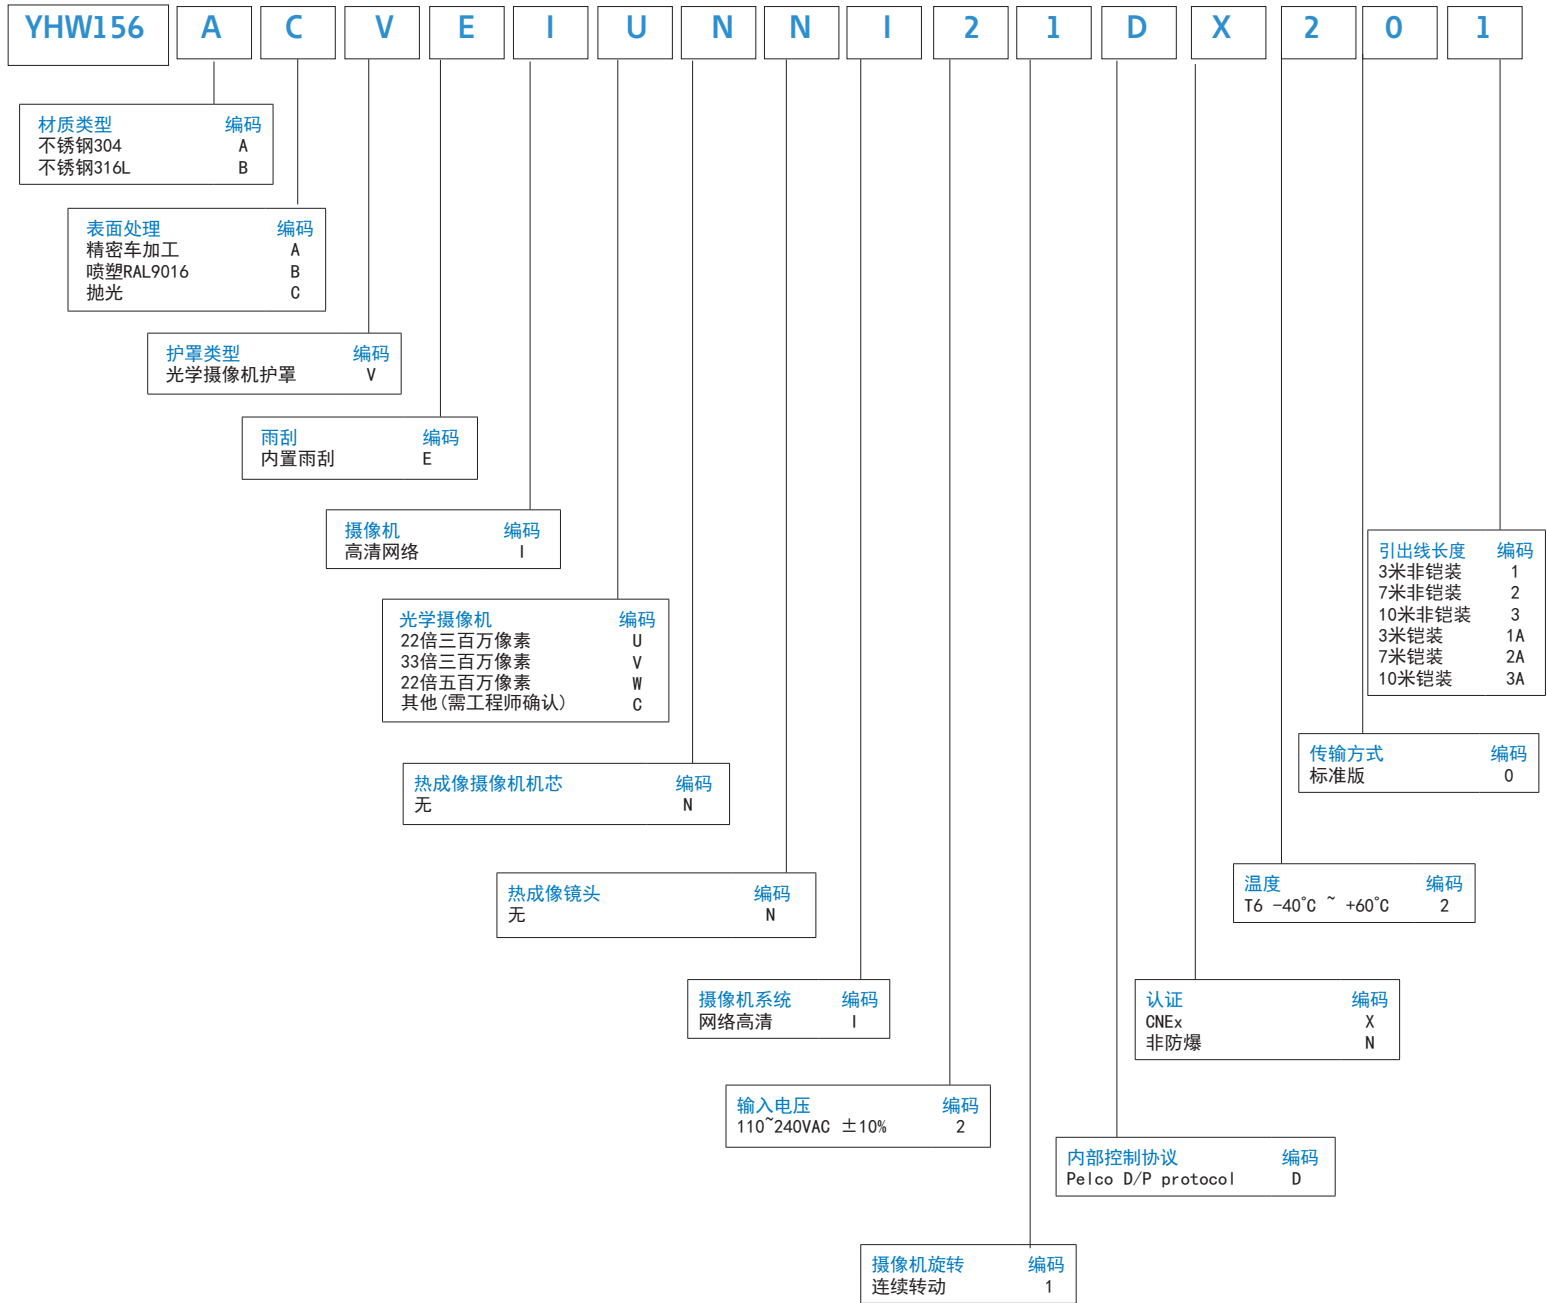 YHW156 A C V E I U N N I 2 1 D X 2 0 1
材质类型 编码
不锈钢304 A
不锈钢316L B
表面处理 编码
精密车加工 A
喷塑RAL9016 B
抛光 C
护罩类型 编码
光学摄像机护罩 V
雨刮 编码
内置雨刮 E
摄像机 编码
高清网络 I
光学摄像机 编码
22倍三百万像素 U
33倍三百万像素 V
22倍五百万像素 W
其他(需工程师确认) C
热成像摄像机机芯 编码
无 N
热成像镜头 编码
无 N
摄像机系统 编码
网络高清 I
输入电压 编码
110~240VAC ±10% 2
摄像机旋转 编码
连续转动 1
内部控制协议 编码
Pelco D/P protocol D
认证 编码
CNEx X
非防爆 N
温度 编码
T6 -40℃ ~ +60℃ 2
传输方式 编码
标准版 0
引出线长度 编码
3米非铠装 1
7米非铠装 2
10米非铠装 3
3米铠装 1A
7米铠装 2A
10米铠装 3A